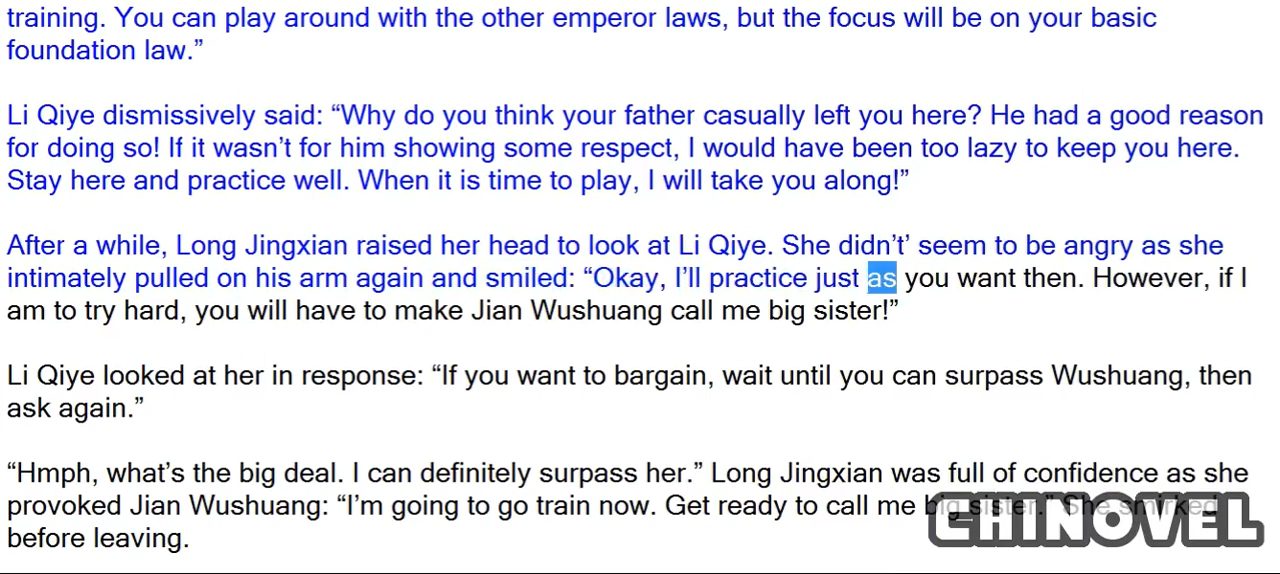 training. You can play around with the other emperor laws, but the focus will be on your basic
foundation law.”
Li Qiye dismissively said: “Why do you think your father casually left you here? He had a good reason
for doing so! If it wasn’t for him showing some respect, I would have been too lazy to keep you here.
Stay here and practice well. When it is time to play, I will take you along!”
After a while, Long Jingxian raised her head to look at Li Qiye. She didn’t’ seem to be angry as she
intimately pulled on his arm again and smiled: “Okay, I’ll practice just as you want then. However, if I
am to try hard, you will have to make Jian Wushuang call me big sister!”
Li Qiye looked at her in response: “If you want to bargain, wait until you can surpass Wushuang, then
ask again.”
“Hmph, what’s the big deal. I can definitely surpass her.” Long Jingxian was full of confidence as she
provoked Jian Wushuang: “I’m going to go train now. Get ready to call me big sister.” She smirked
before leaving.
CHINOVEL